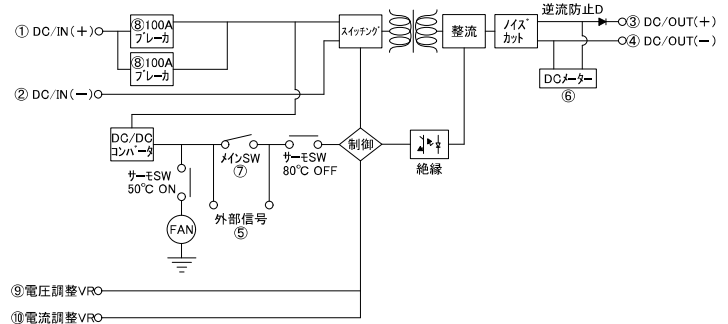 ① DC/IN(+)
⑧100A
ブレーカ
⑧100A
ブレーカ
② DC/IN(−)
スイッチング
整流
ノイズ
カット
逆流防止D
③ DC/OUT(+)
④ DC/OUT(−)
DCメーター
⑥
DC/DC
コンバータ
メインSW
⑦
サーモSW
80℃ OFF
制御
絶縁
サーモSW
50℃ ON
外部信号
⑤
FAN
⑨電圧調整VR
⑩電流調整VR